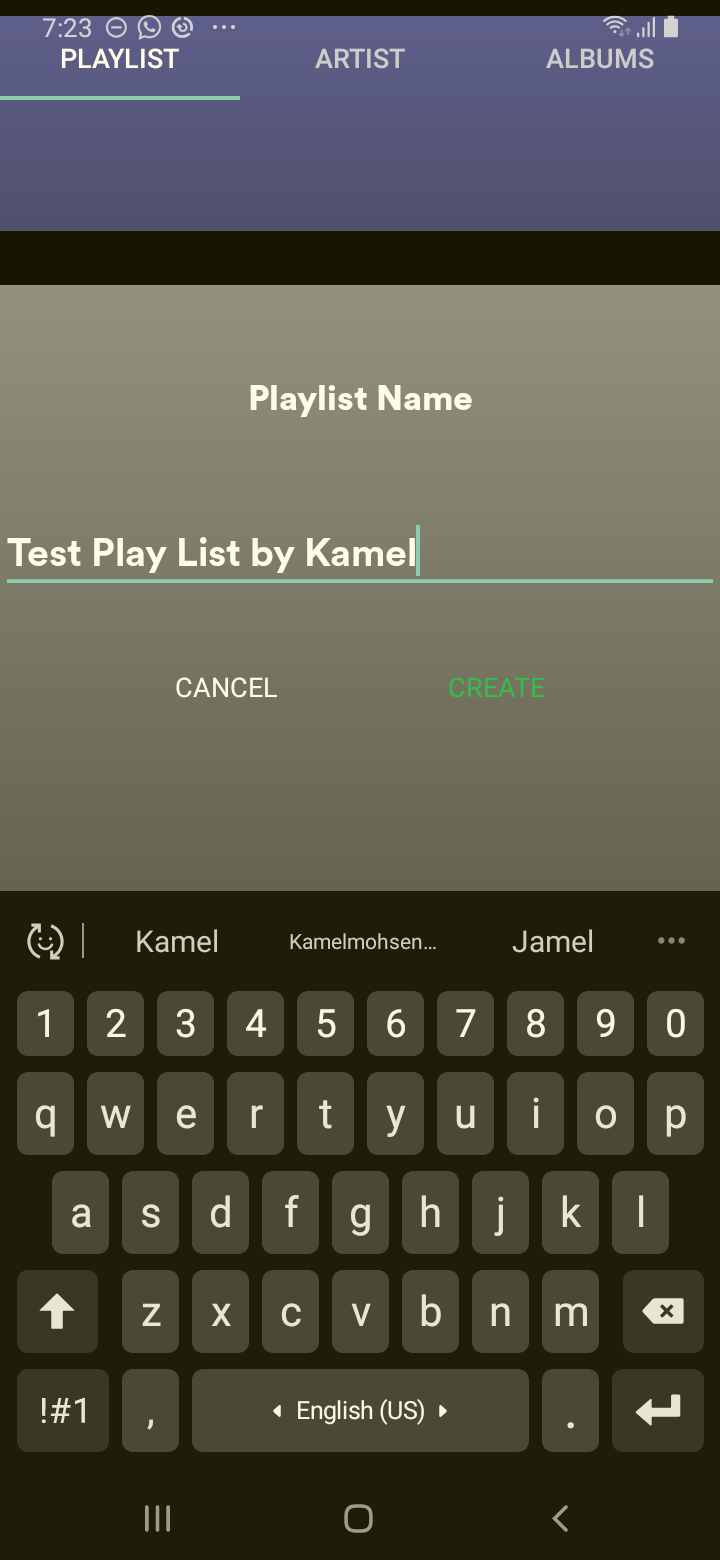 7:23
PLAYLIST ARTIST ALBUMS
Playlist Name
Test Play List by Kamel
CANCEL CREATE
Kamel Kamelmohsen... Jamel
1 2 3 4 5 6 7 8 9 0
q w e r t y u i o p
a s d f g h j k l
z x c v b n m
!#1 , English (US) .